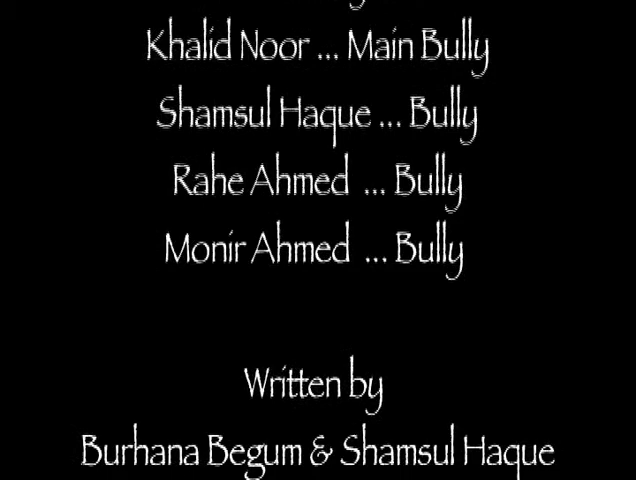 Khalid Noor ... Main Bully
Shamsul Haque ... Bully
Rahe Ahmed ... Bully
Monir Ahmed ... Bully
Written by
Burhana Begum & Shamsul Haque